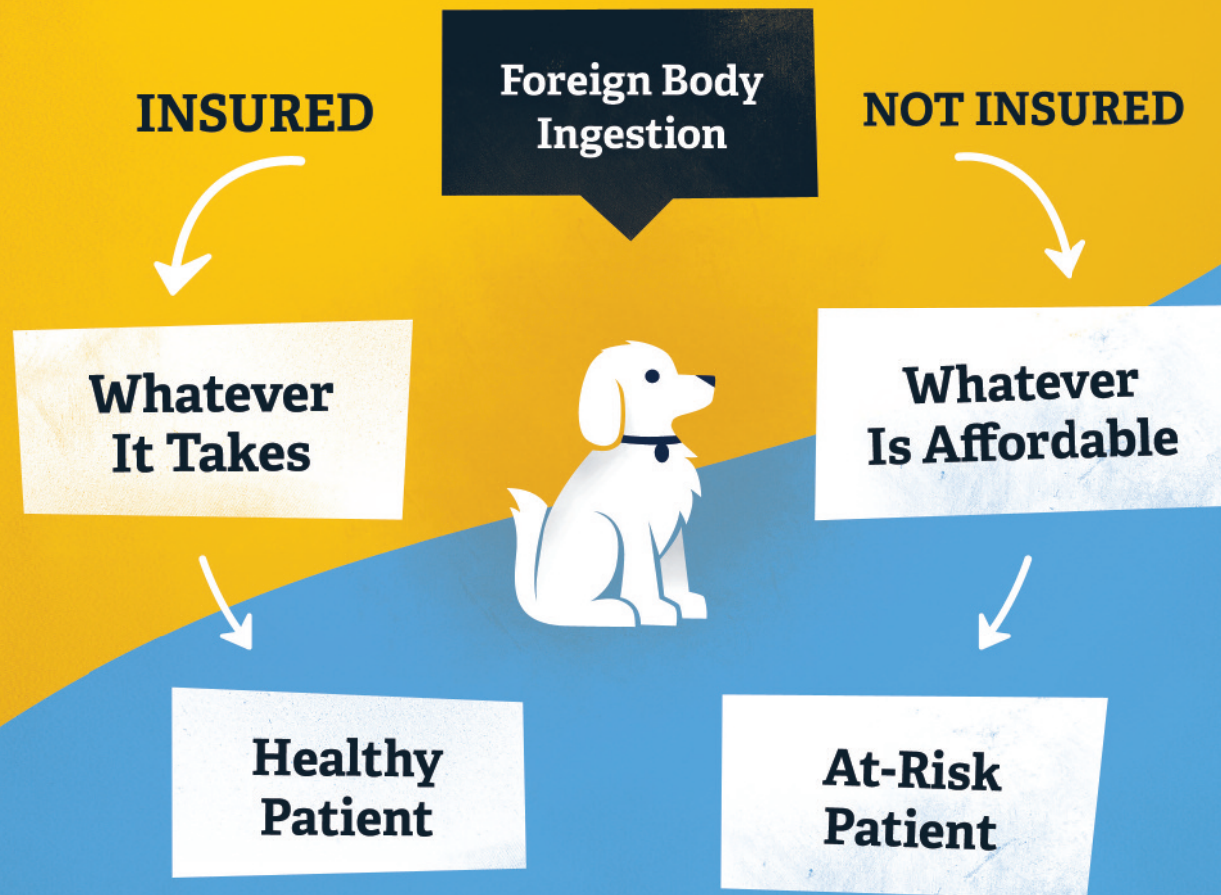 Foreign Body
Ingestion
INSURED
NOT INSURED
Whatever
It Takes
Whatever
Is Affordable
Healthy
Patient
At-Risk
Patient